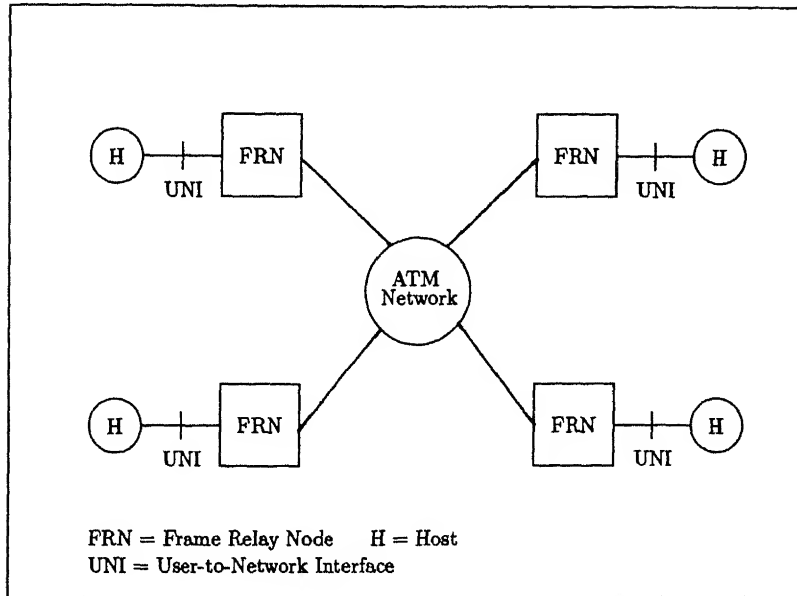 H FRN FRN H
UNI UNI
ATM
Network
H FRN FRN H
UNI UNI
FRN = Frame Relay Node H = Host
UNI = User-to-Network Interface